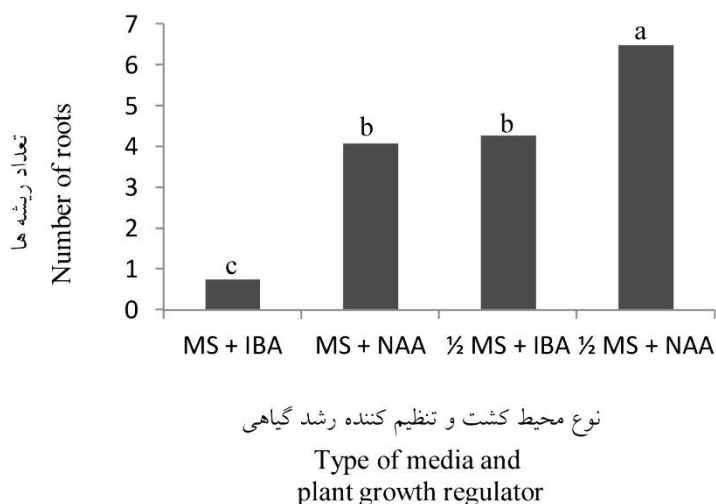 تعداد ریشه ها
Number of roots
7
6
5
4
3
2
1
0
c
b
b
a
MS + IBA
MS + NAA
½ MS + IBA
½ MS + NAA
نوع محیط کشت و تنظیم کننده رشد گیاهی
Type of media and
plant growth regulator